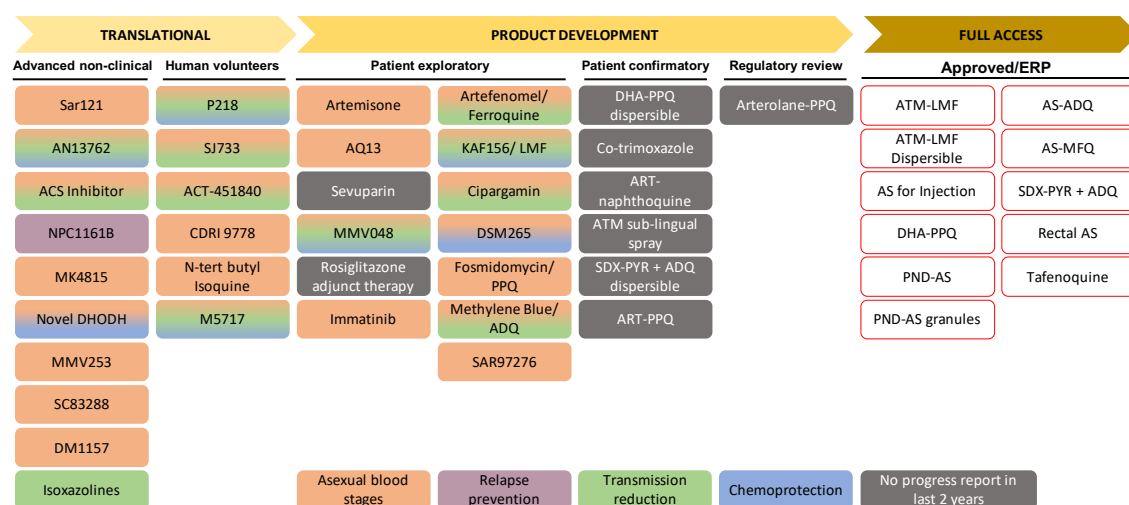 TRANSLATIONAL
PRODUCT DEVELOPMENT
FULL ACCESS
Advanced non-clinical
Human volunteers
Patient exploratory
Patient confirmatory
Regulatory review
Approved/ERP
Sar121
AN13762
ACS Inhibitor
NPC1161B
MK4815
Novel DHODH
MMV253
SC83288
DM1157
Isoxazolines
P218
SJ733
ACT-451840
CDRI 9778
N-tert butyl
Isoquine
M5717
Artemisone
AQ13
Sevuparin
MMV048
Rosiglitazone
adjunct therapy
Immatinib
Artefenomel/
Ferroquine
KAF156/ LMF
Cipargamin
DSM265
Fosmidomycin/
PPQ
Methylene Blue/
ADQ
SAR97276
DHA-PPQ
dispersible
Co-trimoxazole
ART-
naphthoquine
ATM sub-lingual
spray
SDX-PYR + ADQ
dispersible
ART-PPQ
Arterolane-PPQ
ATM-LMF
ATM-LMF
Dispersible
AS for Injection
DHA-PPQ
PND-AS
PND-AS granules
AS-ADQ
AS-MFQ
SDX-PYR + ADQ
Rectal AS
Tafenoquine
Asexual blood
stages
Relapse
prevention
Transmission
reduction
Chemoprotection
No progress report in
last 2 years